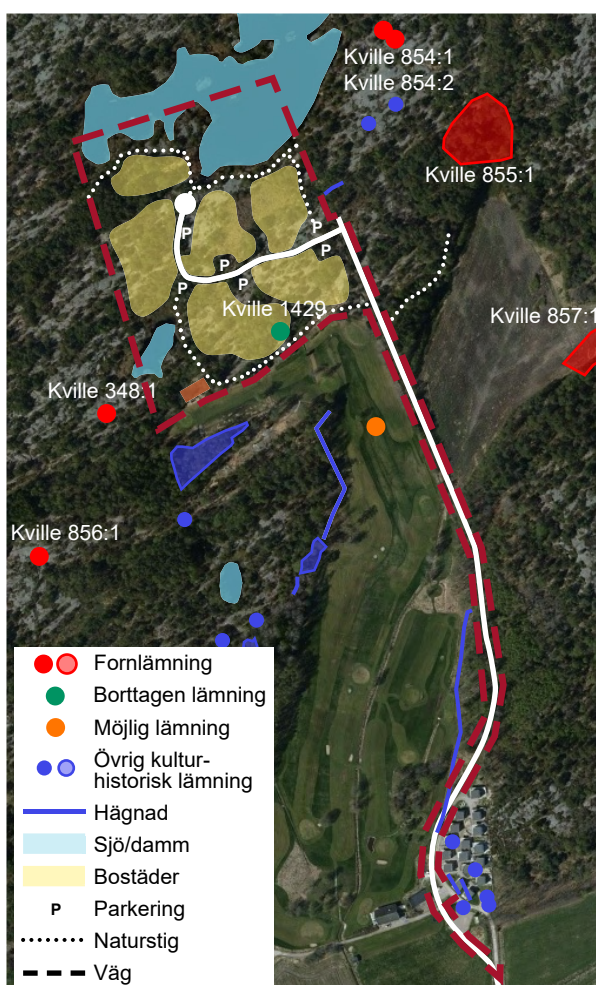 Kville 854:1
Kville 854:2
Kville 855:1
P
P
P
P
P
P
Kville 1429
Kville 857:1
Kville 348:1
Kville 856:1
Fornlämning
Borttagen lämning
Möjlig lämning
Övrig kultur-
historisk lämning
Hägnad
Sjö/damm
Bostäder
P Parkering
Naturstig
Väg